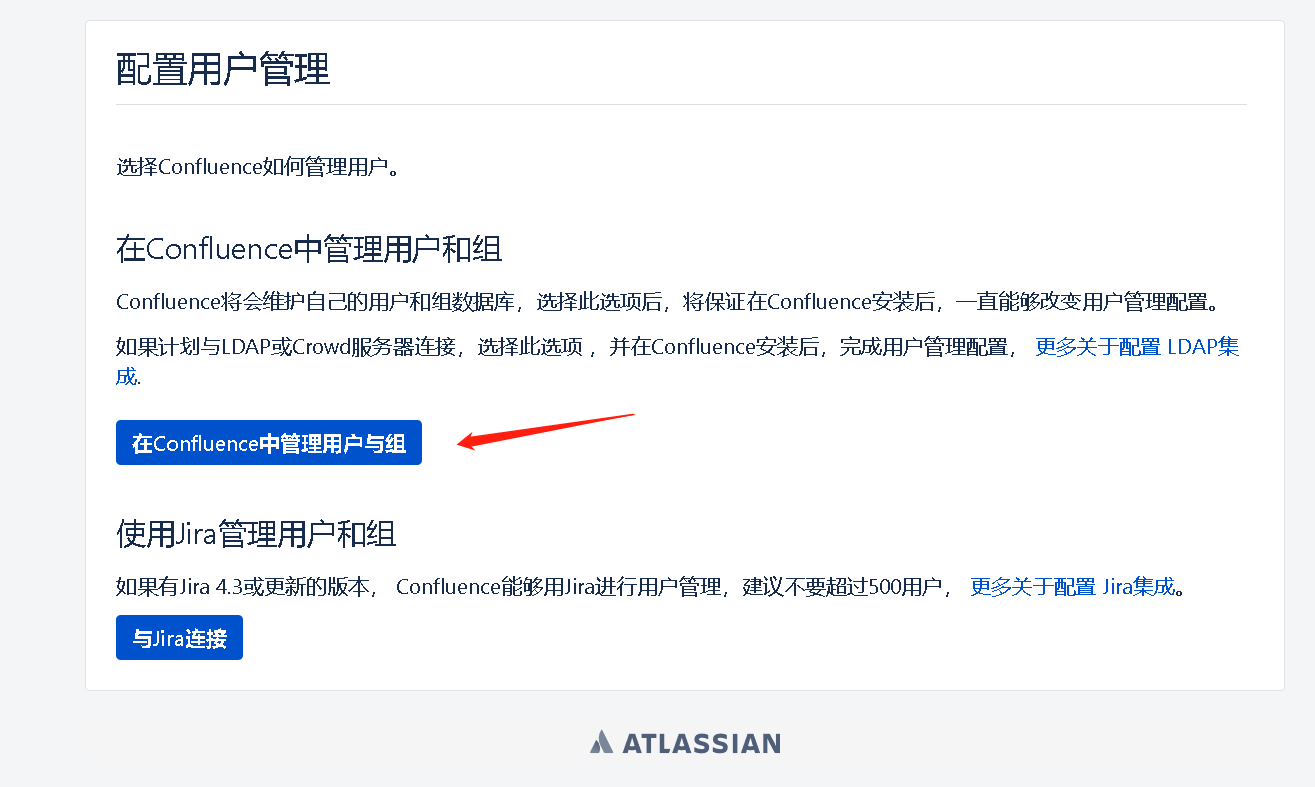 配置用户管理
选择Confluence如何管理用户。
在Confluence中管理用户和组
Confluence将会维护自己的用户和组数据库，选择此选项后，将保证在Confluence安装后，一直能够改变用户管理配置。
如果计划与LDAP或Crowd服务器连接，选择此选项 ，并在Confluence安装后，完成用户管理配置， 更多关于配置 LDAP集
成.
在Confluence中管理用户与组
使用Jira管理用户和组
如果有Jira 4.3或更新的版本， Confluence能够用Jira进行用户管理，建议不要超过500用户， 更多关于配置 Jira集成。
与Jira连接
ATLASSIAN